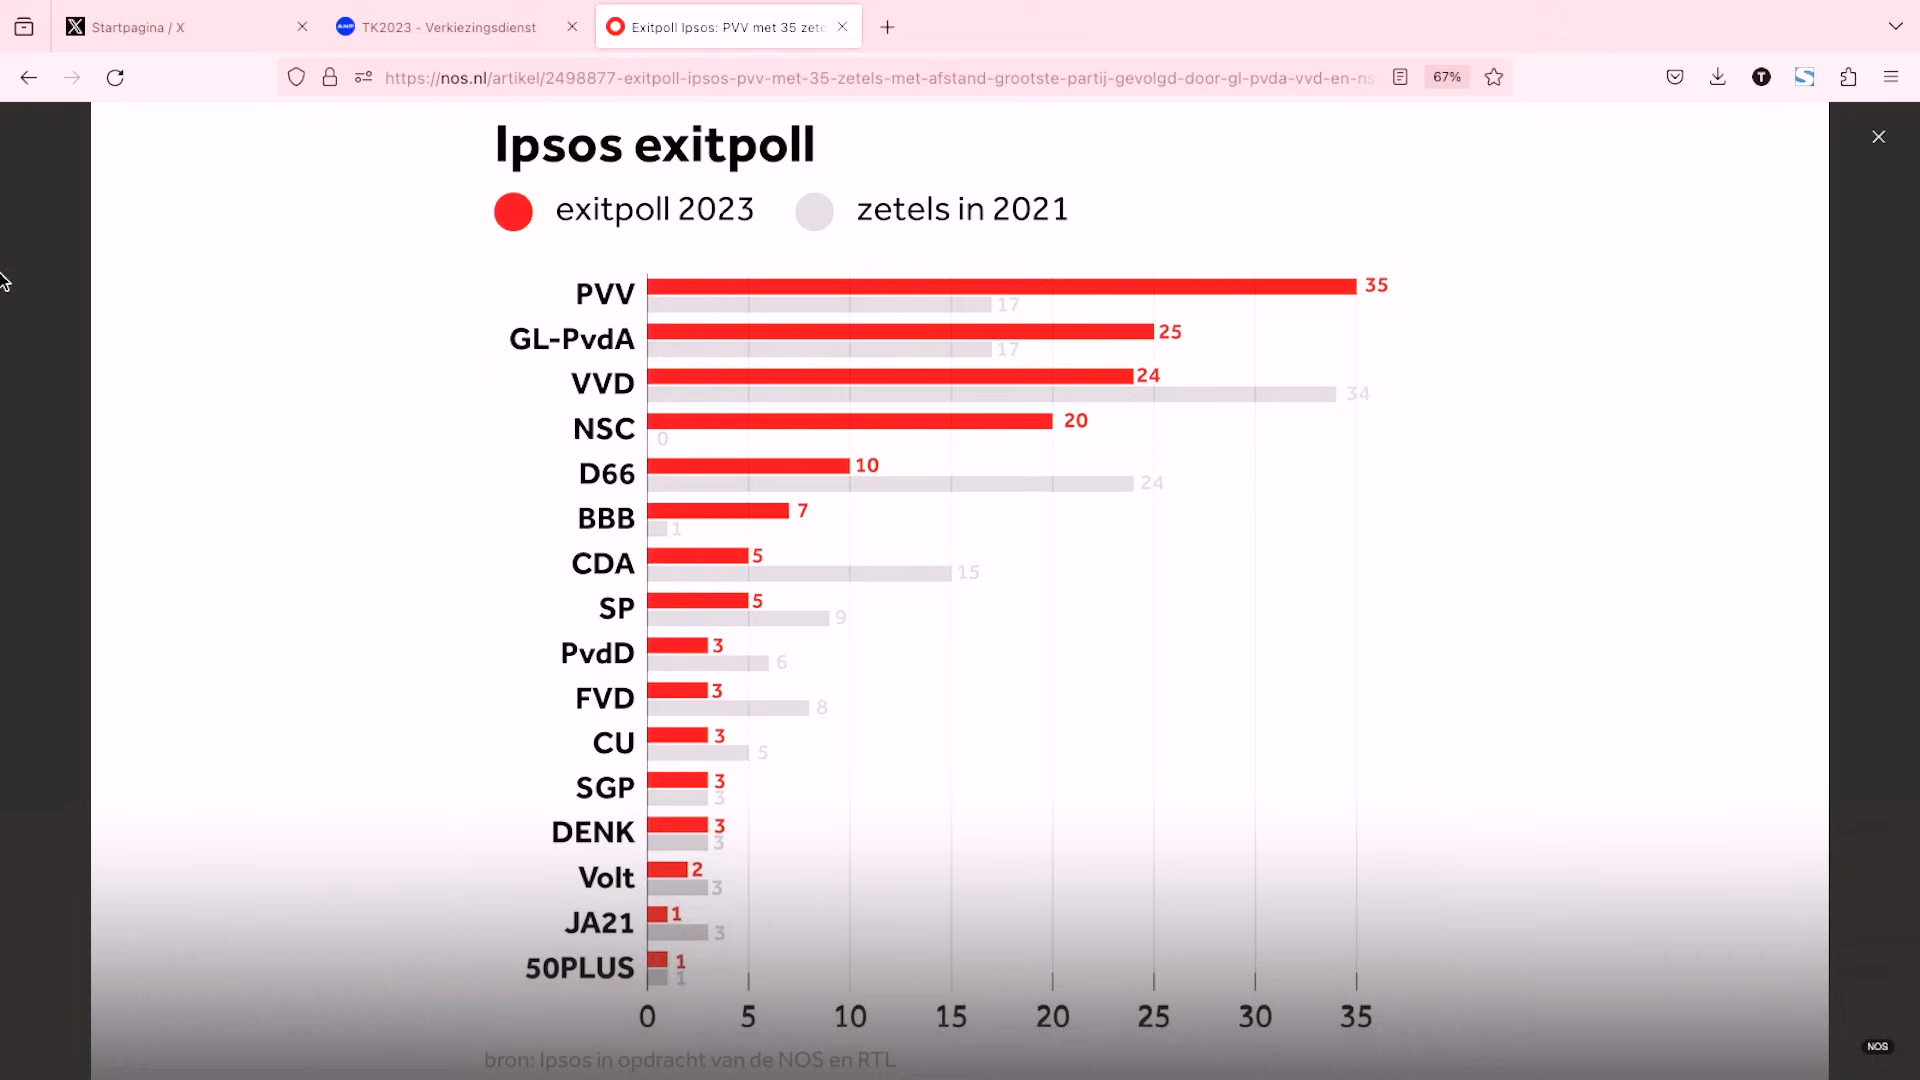 Startpagina / X
ANP TK2023 - Verkiezingsdienst
Exitpoll Ipsos: PVV met 35 zete
https://nos.nl/artikel/2498877-exitpoll-ipsos-pvv-met-35-zetels-met-afstand-grootste-partij-gevolgd-door-gl-pvda-vvd-en-ns
67%
T
Ipsos exitpoll
exitpoll 2023 zetels in 2021
PVV 35
17
GL-PvdA 25
17
VVD 24
34
NSC 20
0
D66 10
24
BBB 7
1
CDA 5
15
SP 5
9
PvdD 3
6
FVD 3
8
CU 3
5
SGP 3
3
DENK 3
3
Volt 2
3
JA21 1
3
50PLUS 1
1
0 5 10 15 20 25 30 35
bron: Ipsos in opdracht van de NOS en RTL
NOS